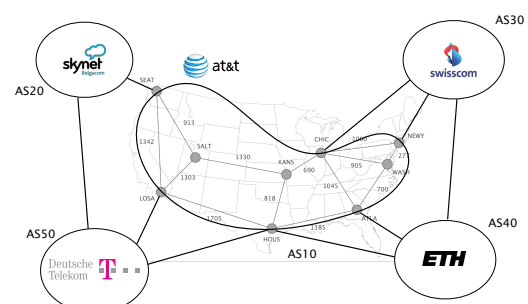 AS30
skynet
Belgacom
at&t
swisscom
SEAT
AS20
913
CHIC
1000
NEWY
1342
SALT
1330
KANS
690
905
WASH
1303
1045
700
LOSA
818
1705
ATLA
AS50
HOUS
1385
AS40
Deutsche
Telekom
T
AS10
ETH